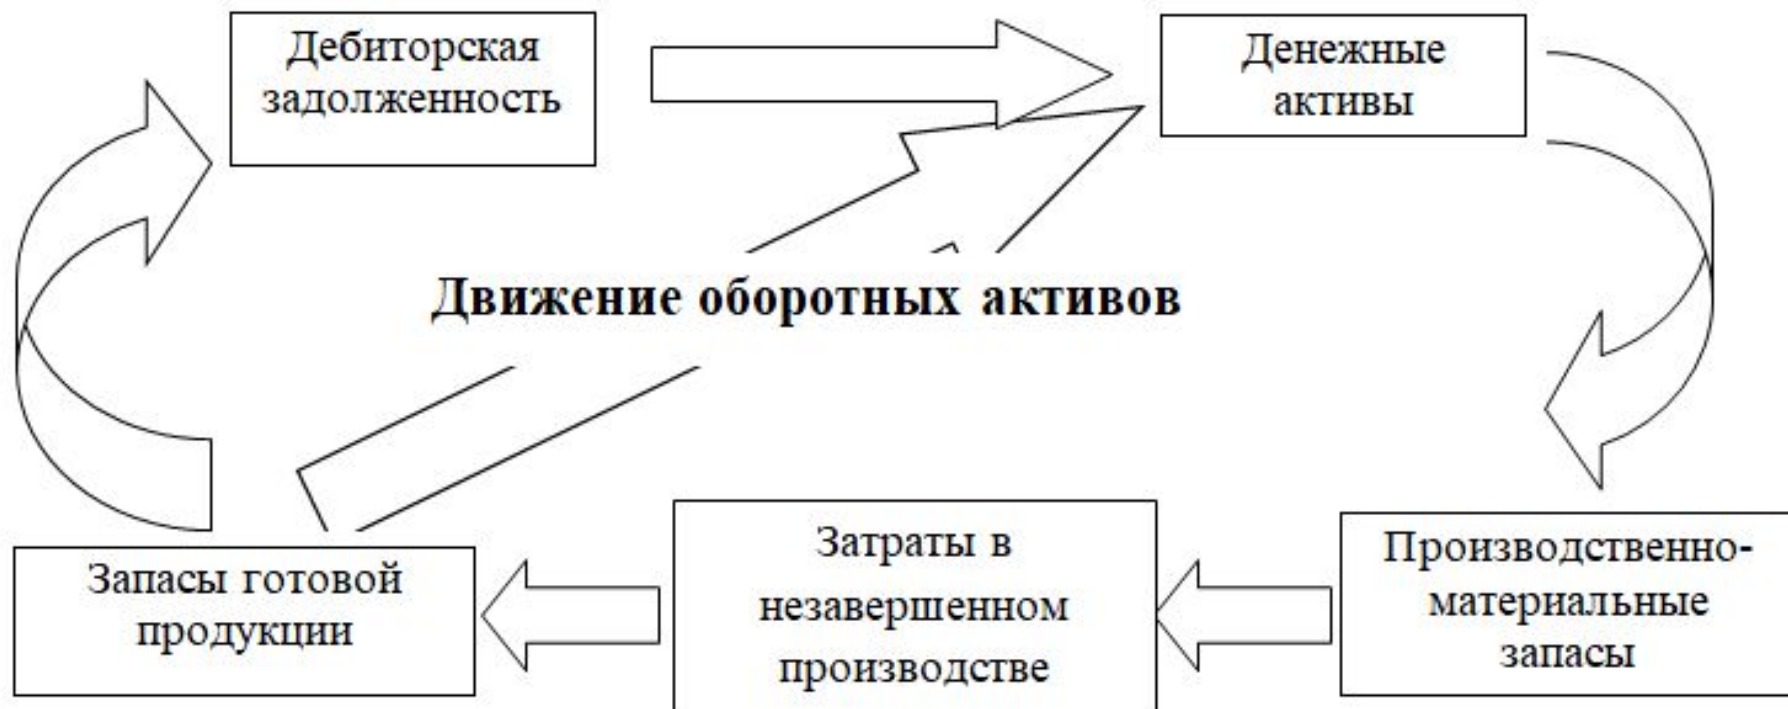 Дебиторская
задолженность
Денежные
активы
Движение оборотных активов
Запасы готовой
продукции
Затраты в
незавершенном
производстве
Производственно-
материальные
запасы